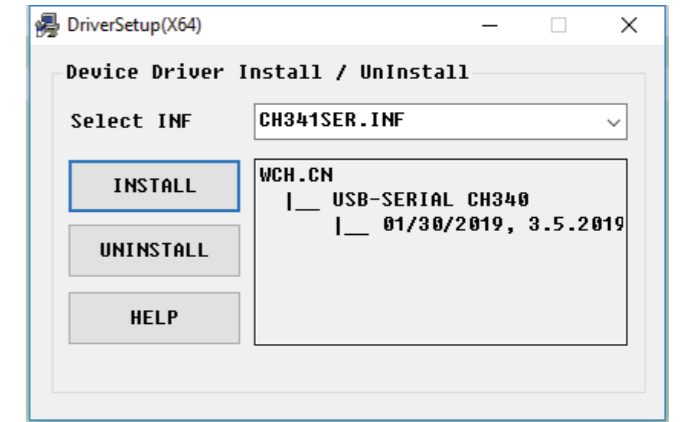 DriverSetup(X64)
Device Driver Install / UnInstall
Select INF
CH341SER.INF
INSTALL
WCH.CN
|__ USB-SERIAL CH340
|__ 01/30/2019, 3.5.2019
UNINSTALL
HELP